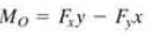 M_O = F_x y − F_y x